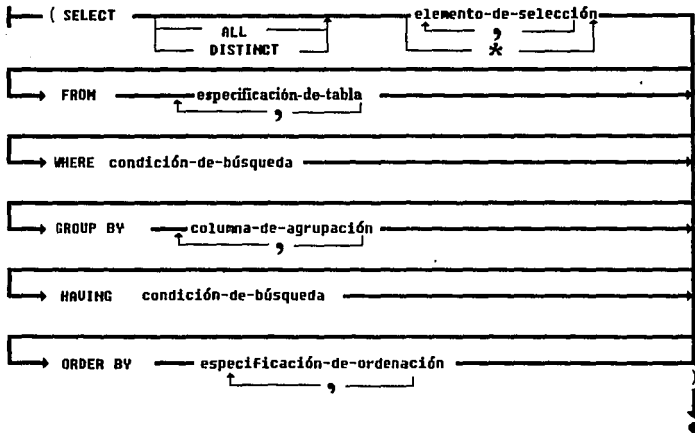 ( SELECT ALL DISTINCT elemento-de-selección , *
FROM especificación-de-tabla ,
WHERE condición-de-búsqueda
GROUP BY columna-de-agrupación ,
HAVING condición-de-búsqueda
ORDER BY especificación-de-ordenación ,
)